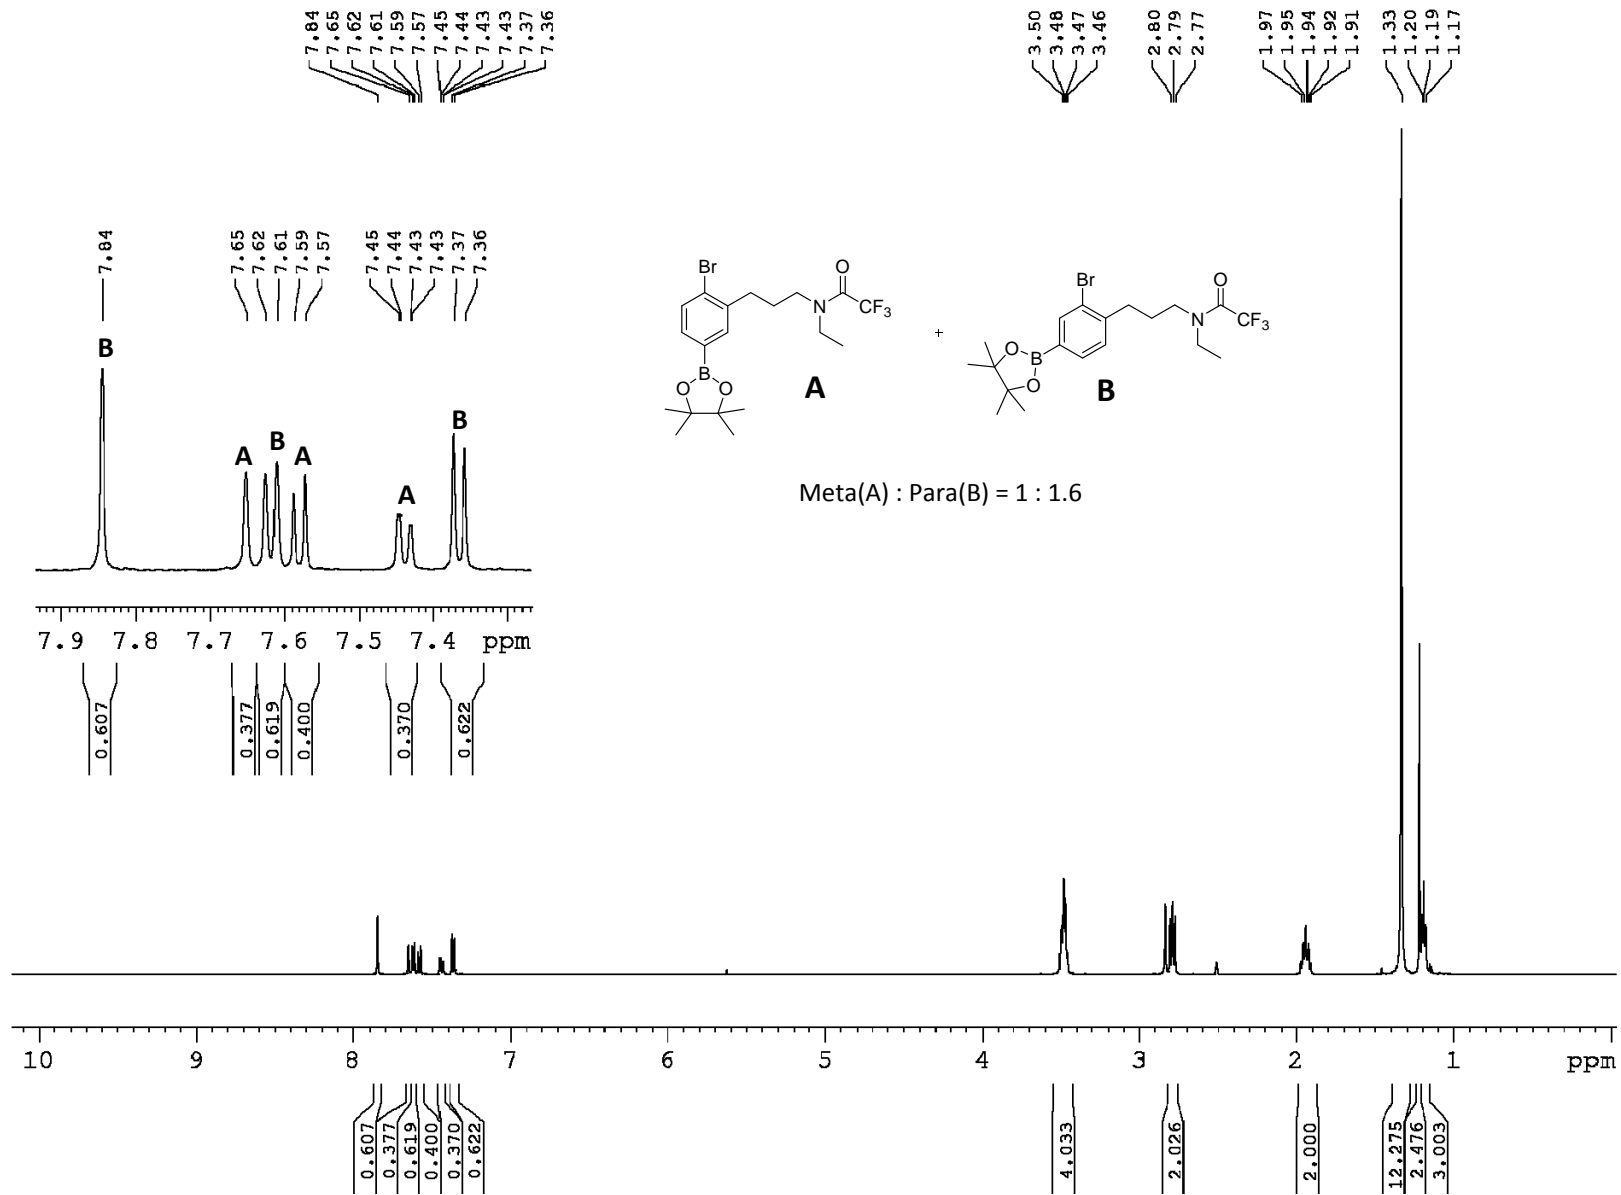 7.84 7.65 7.62 7.61 7.59 7.57 7.45 7.44 7.43 7.43 7.37 7.36
3.50 3.48 3.47 3.46
2.80 2.79 2.77
1.97 1.95 1.94 1.92 1.91
1.33 1.20 1.19 1.17
7.84
7.65 7.62 7.61 7.59 7.57
7.45 7.44 7.43 7.43 7.37 7.36
B
A
B
A
A
B
7.9 7.8 7.7 7.6 7.5 7.4 ppm
0.607 0.377 0.619 0.400 0.370 0.622
Br
O
N
CF3
B
O
O
A
+
Br
O
N
CF3
O
B
O
B
Meta(A) : Para(B) = 1 : 1.6
10 9 8 7 6 5 4 3 2 1 ppm
0.607 0.377 0.619 0.400 0.370 0.622 4.033 2.026 2.000 12.275 2.476 3.003